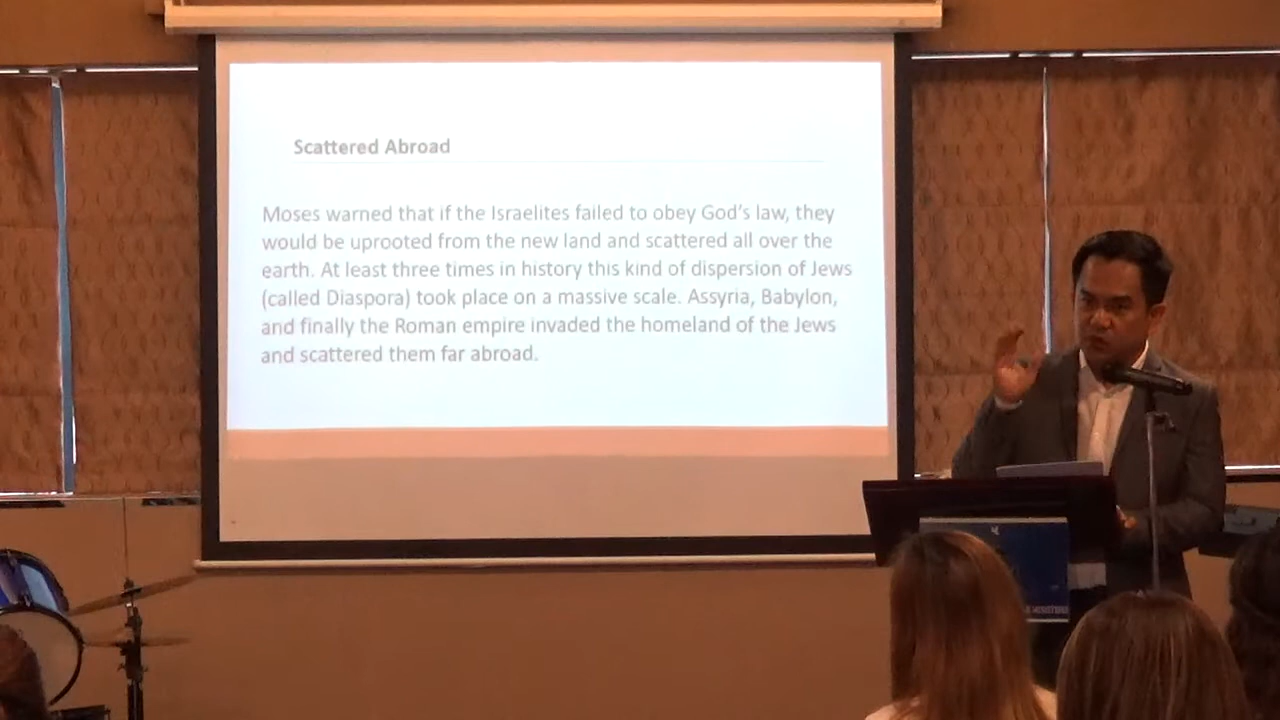 Scattered Abroad
Moses warned that if the Israelites failed to obey God's law, they
would be uprooted from the new land and scattered all over the
earth. At least three times in history this kind of dispersion of Jews
(called Diaspora) took place on a massive scale. Assyria, Babylon,
and finally the Roman empire invaded the homeland of the Jews
and scattered them far abroad.